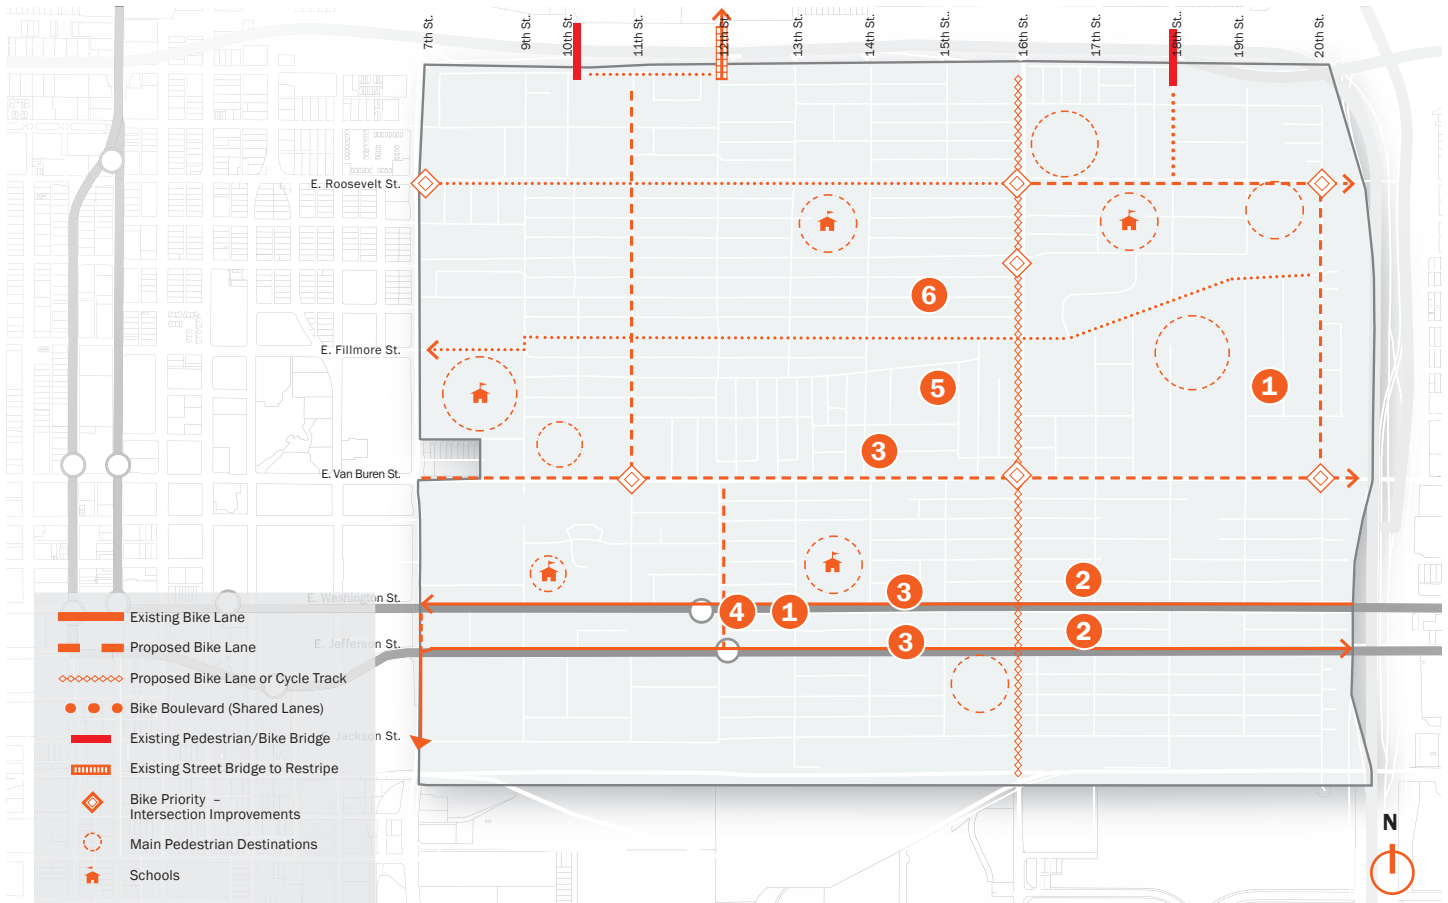 7th St.
9th St.
10th St.
11th St.
12th St.
13th St.
14th St.
15th St.
16th St.
17th St.
18th St.
19th St.
20th St.
E. Roosevelt St.
6
E. Fillmore St.
5
1
3
E. Van Buren St.
2
3
E. Washington St.
4
1
2
3
E. Jefferson St.
Existing Bike Lane
Proposed Bike Lane
Proposed Bike Lane or Cycle Track
Bike Boulevard (Shared Lanes)
Jackson St.
Existing Pedestrian/Bike Bridge
Existing Street Bridge to Restripe
Bike Priority –
Intersection Improvements
Main Pedestrian Destinations
Schools
N